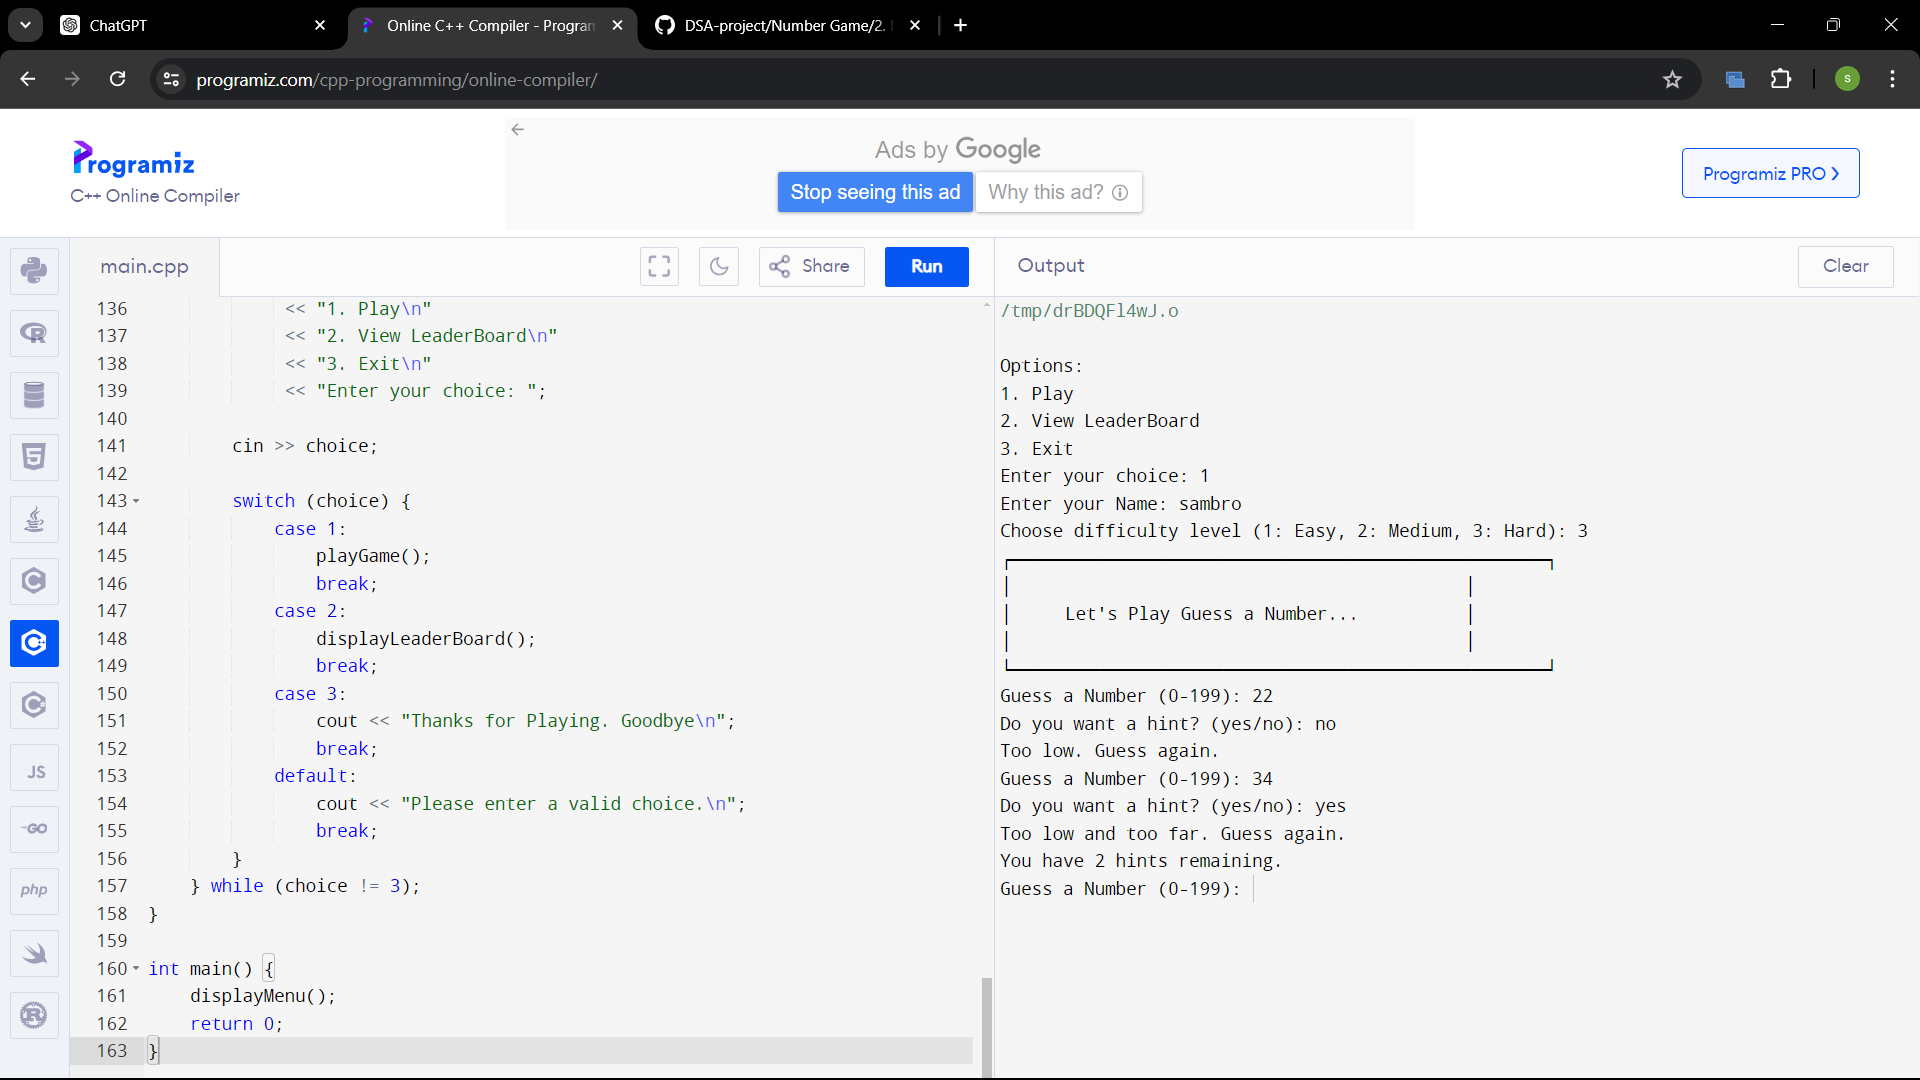 ChatGPT
Online C++ Compiler - Program
DSA-project/Number Game/2.
programiz.com/cpp-programming/online-compiler/
S
Programiz
C++ Online Compiler
Ads by Google
Stop seeing this ad
Why this ad?
Programiz PRO
main.cpp
Share
Run
Output
Clear
136 << "1. Play\n"
137 << "2. View LeaderBoard\n"
138 << "3. Exit\n"
139 << "Enter your choice: ";
140
141 cin >> choice;
142
143 switch (choice) {
144 case 1:
145 playGame();
146 break;
147 case 2:
148 displayLeaderBoard();
149 break;
150 case 3:
151 cout << "Thanks for Playing. Goodbye\n";
152 break;
153 default:
154 cout << "Please enter a valid choice.\n";
155 break;
156 }
157 } while (choice != 3);
158 }
159
160 int main() {
161 displayMenu();
162 return 0;
163 }
/tmp/drBDQFl4wJ.o
Options:
1. Play
2. View LeaderBoard
3. Exit
Enter your choice: 1
Enter your Name: sambro
Choose difficulty level (1: Easy, 2: Medium, 3: Hard): 3
Let's Play Guess a Number...
Guess a Number (0-199): 22
Do you want a hint? (yes/no): no
Too low. Guess again.
Guess a Number (0-199): 34
Do you want a hint? (yes/no): yes
Too low and too far. Guess again.
You have 2 hints remaining.
Guess a Number (0-199):
R
5
C
C++
C#
JS
GO
php
R